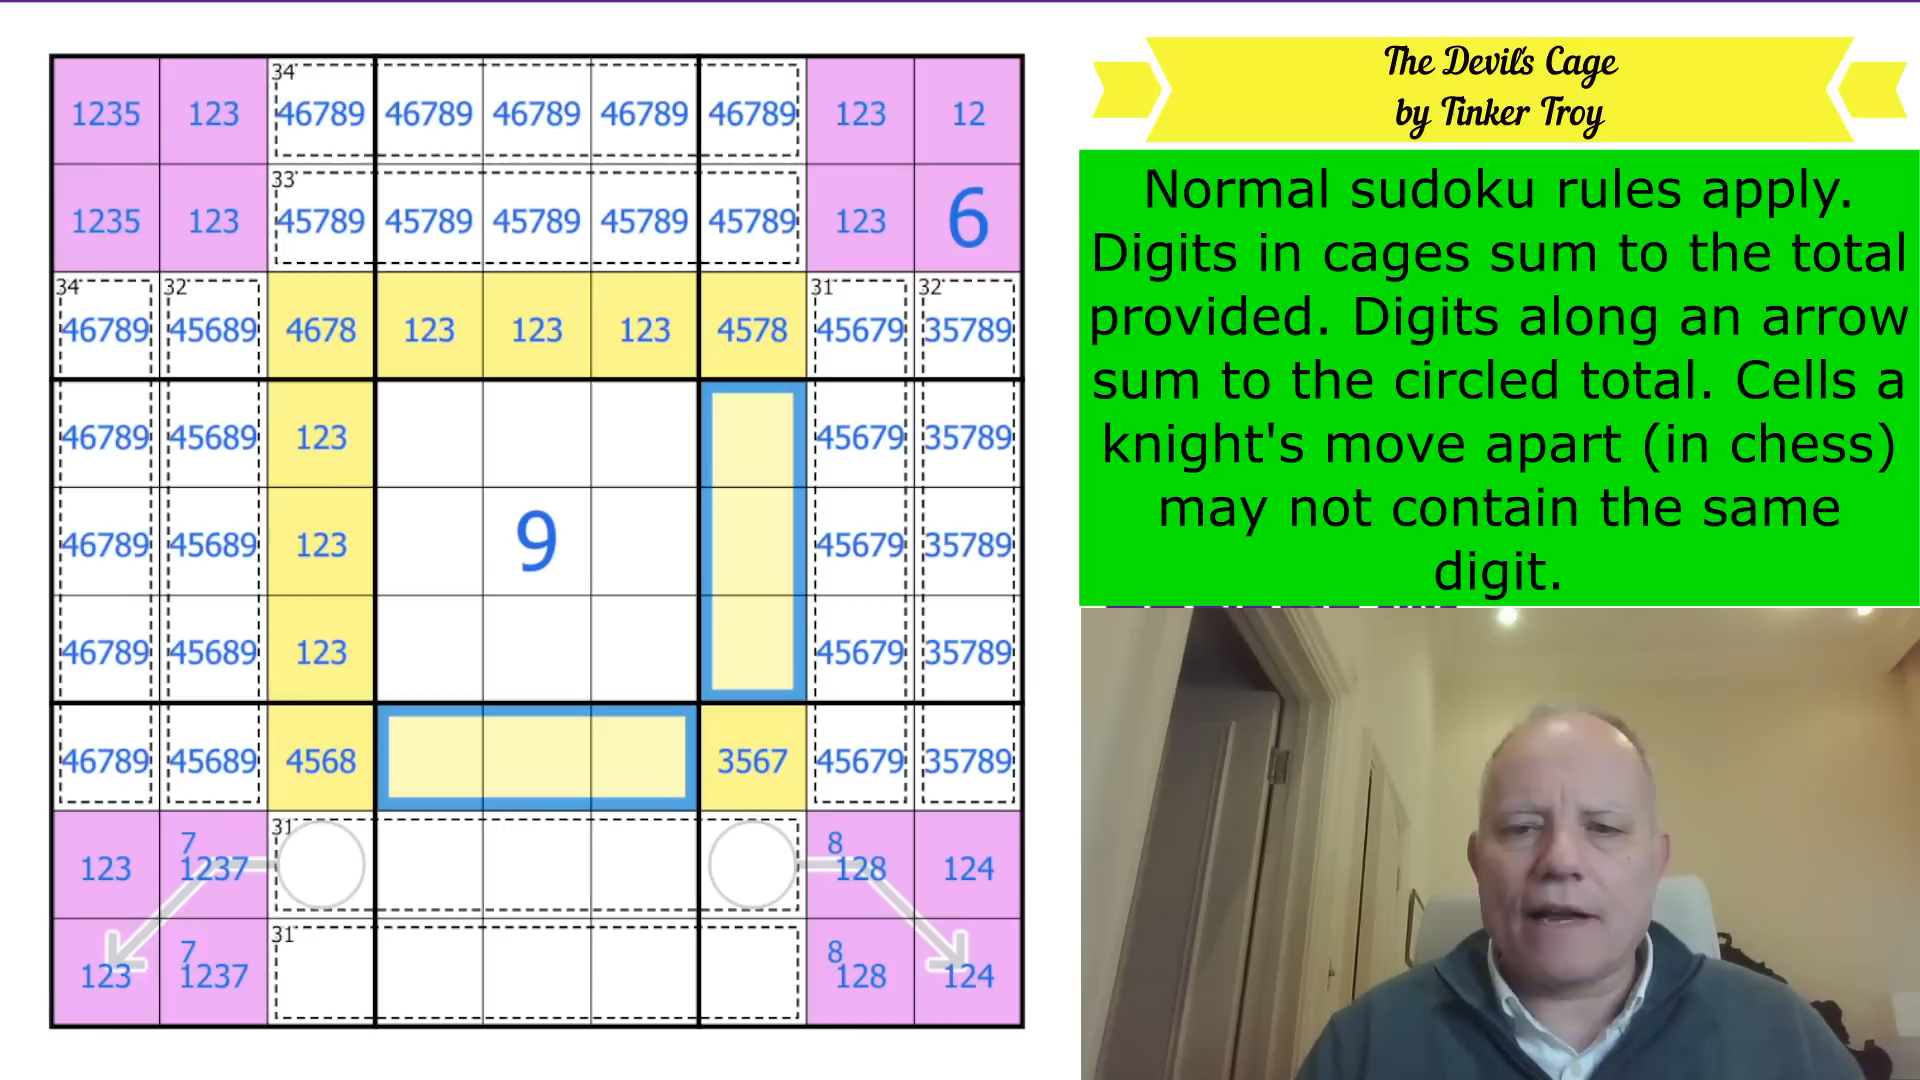 The Devil's Cage
by Tinker Troy
Normal sudoku rules apply.
Digits in cages sum to the total
provided. Digits along an arrow
sum to the circled total. Cells a
knight's move apart (in chess)
may not contain the same
digit.
34
1235 123 46789 46789 46789 46789 46789 123 12
33
1235 123 45789 45789 45789 45789 45789 123 6
34 32 31 32
46789 45689 4678 123 123 123 4578 45679 35789
46789 45689 123 45679 35789
46789 45689 123 9 45679 35789
46789 45689 123 45679 35789
46789 45689 4568 3567 45679 35789
7 31 8
123 1237 128 124
7 31 8
123 1237 128 124